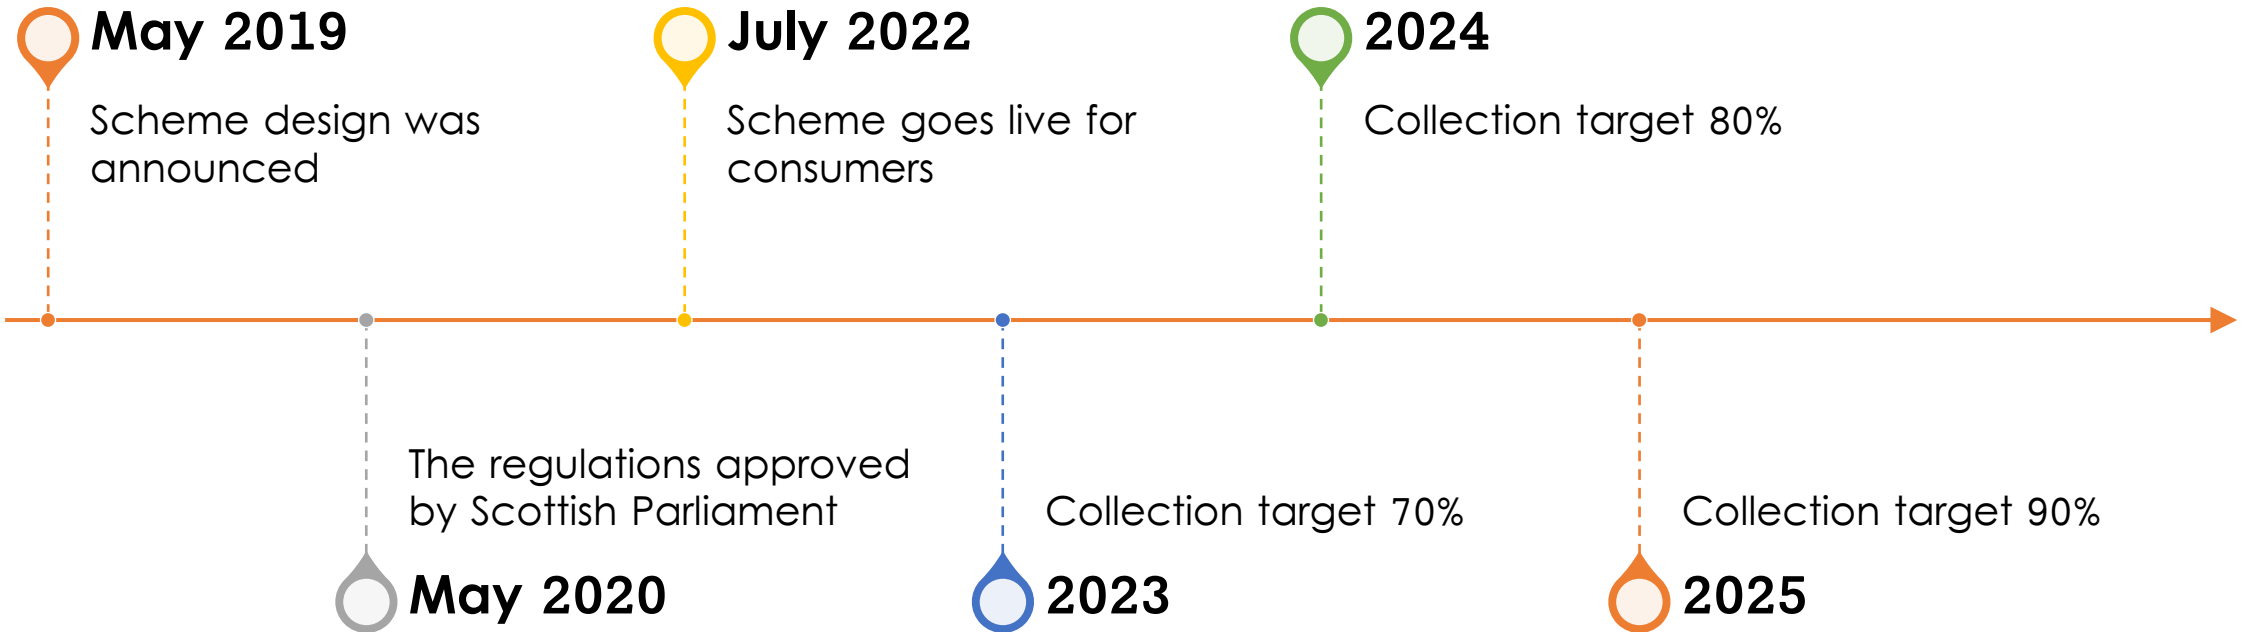 May 2019
Scheme design was
announced
July 2022
Scheme goes live for
consumers
2024
Collection target 80%
The regulations approved
by Scottish Parliament
May 2020
Collection target 70%
2023
Collection target 90%
2025